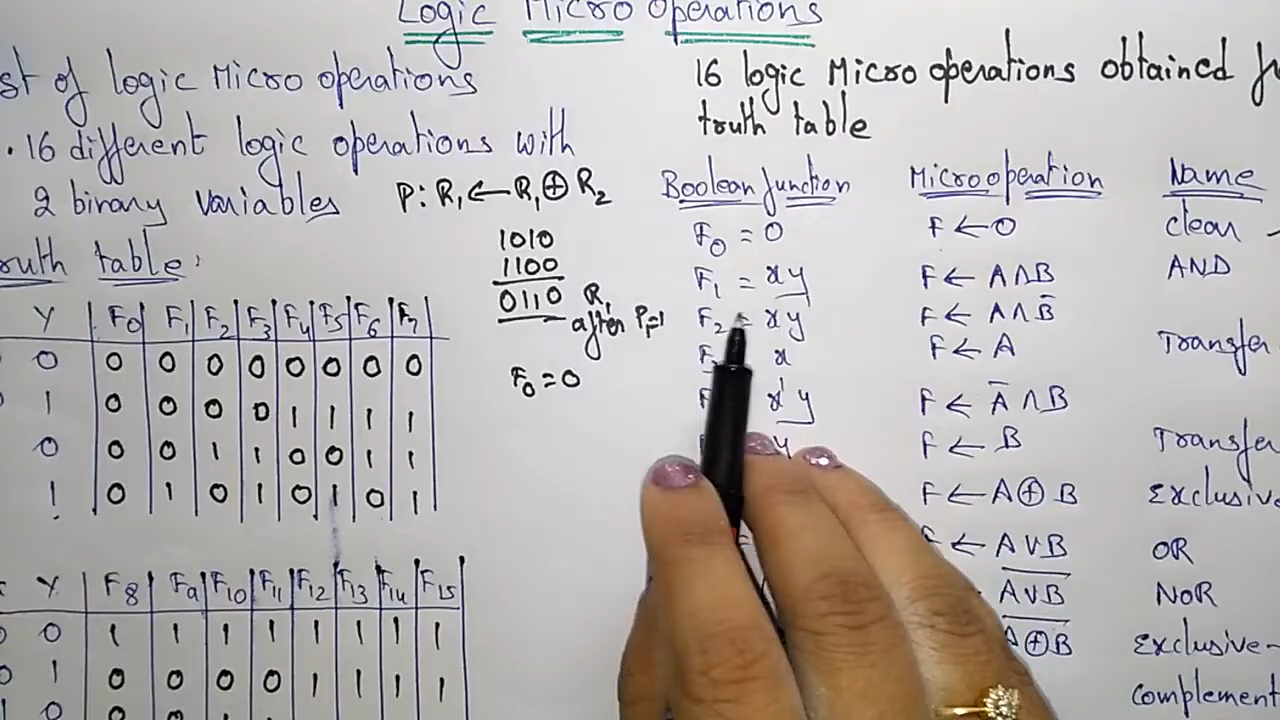 Logic Micro Operations
st of logic Micro operations
. 16 different logic operations with
2 binary variables
P: R₁ ← R₁ ⊕ R₂
1010
1100
0110 R₁
after P=1
F₀ = 0
ruth table:
Y F₀ F₁ F₂ F₃ F₄ F₅ F₆ F₇
0 0 0 0 0 0 0 0 0
1 0 0 0 0 1 1 1 1
0 0 0 1 1 0 0 1 1
1 0 1 0 1 0 1 0 1
Y F₈ F₉ F₁₀ F₁₁ F₁₂ F₁₃ F₁₄ F₁₅
0 0 1 1 1 1 1 1 1 1
0 1 0 0 0 0 1 1 1 1
1 0
16 logic Micro operations obtained
truth table
Boolean function Microoperation Name
F₀ = 0 F ← 0 clear
F₁ = xy F ← A∧B AND
F₂ = xy F ← A∧B̅
x F ← A Transfer
x' y F ← A̅∧B
y F ← B Transfer
F ← A⊕B Exclusive
F ← A∨B OR
A∨B NOR
A⊕B Exclusive-
Complement